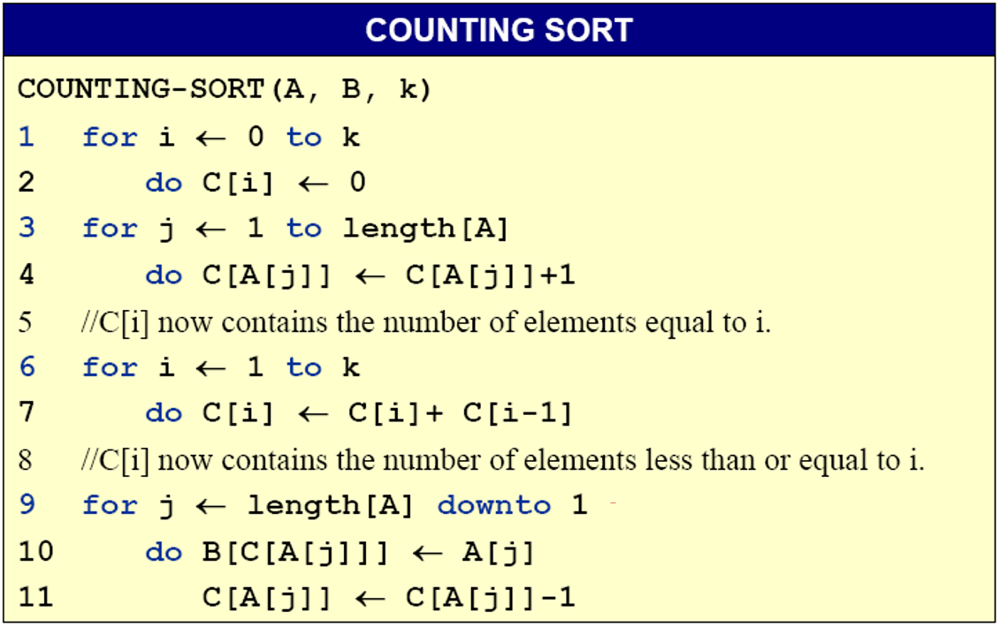 COUNTING SORT
COUNTING-SORT(A, B, k)
1 for i ← 0 to k
2 do C[i] ← 0
3 for j ← 1 to length[A]
4 do C[A[j]] ← C[A[j]]+1
5 //C[i] now contains the number of elements equal to i.
6 for i ← 1 to k
7 do C[i] ← C[i]+ C[i-1]
8 //C[i] now contains the number of elements less than or equal to i.
9 for j ← length[A] downto 1
10 do B[C[A[j]]] ← A[j]
11 C[A[j]] ← C[A[j]]-1